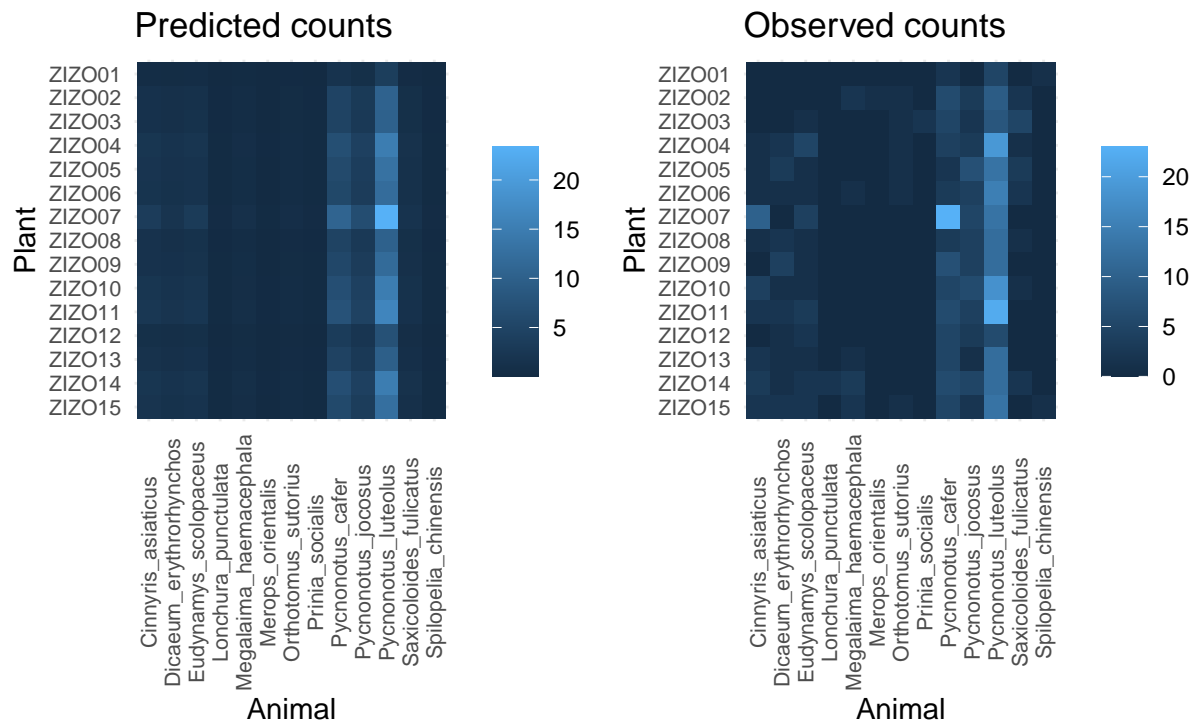 Predicted counts
Plant
ZIZO01
ZIZO02
ZIZO03
ZIZO04
ZIZO05
ZIZO06
ZIZO07
ZIZO08
ZIZO09
ZIZO10
ZIZO11
ZIZO12
ZIZO13
ZIZO14
ZIZO15
Cinnyris_asiaticus
Dicaeum_erythrorhynchos
Eudynamys_scolopaceus
Lonchura_punctulata
Megalaima_haemacephala
Merops_orientalis
Orthotomus_sutorius
Prinia_socialis
Pycnonotus_cafer
Pycnonotus_jocosus
Pycnonotus_luteolus
Saxicoloides_fulicatus
Spilopelia_chinensis
Animal
20
15
10
5
Observed counts
Plant
ZIZO01
ZIZO02
ZIZO03
ZIZO04
ZIZO05
ZIZO06
ZIZO07
ZIZO08
ZIZO09
ZIZO10
ZIZO11
ZIZO12
ZIZO13
ZIZO14
ZIZO15
Cinnyris_asiaticus
Dicaeum_erythrorhynchos
Eudynamys_scolopaceus
Lonchura_punctulata
Megalaima_haemacephala
Merops_orientalis
Orthotomus_sutorius
Prinia_socialis
Pycnonotus_cafer
Pycnonotus_jocosus
Pycnonotus_luteolus
Saxicoloides_fulicatus
Spilopelia_chinensis
Animal
20
15
10
5
0